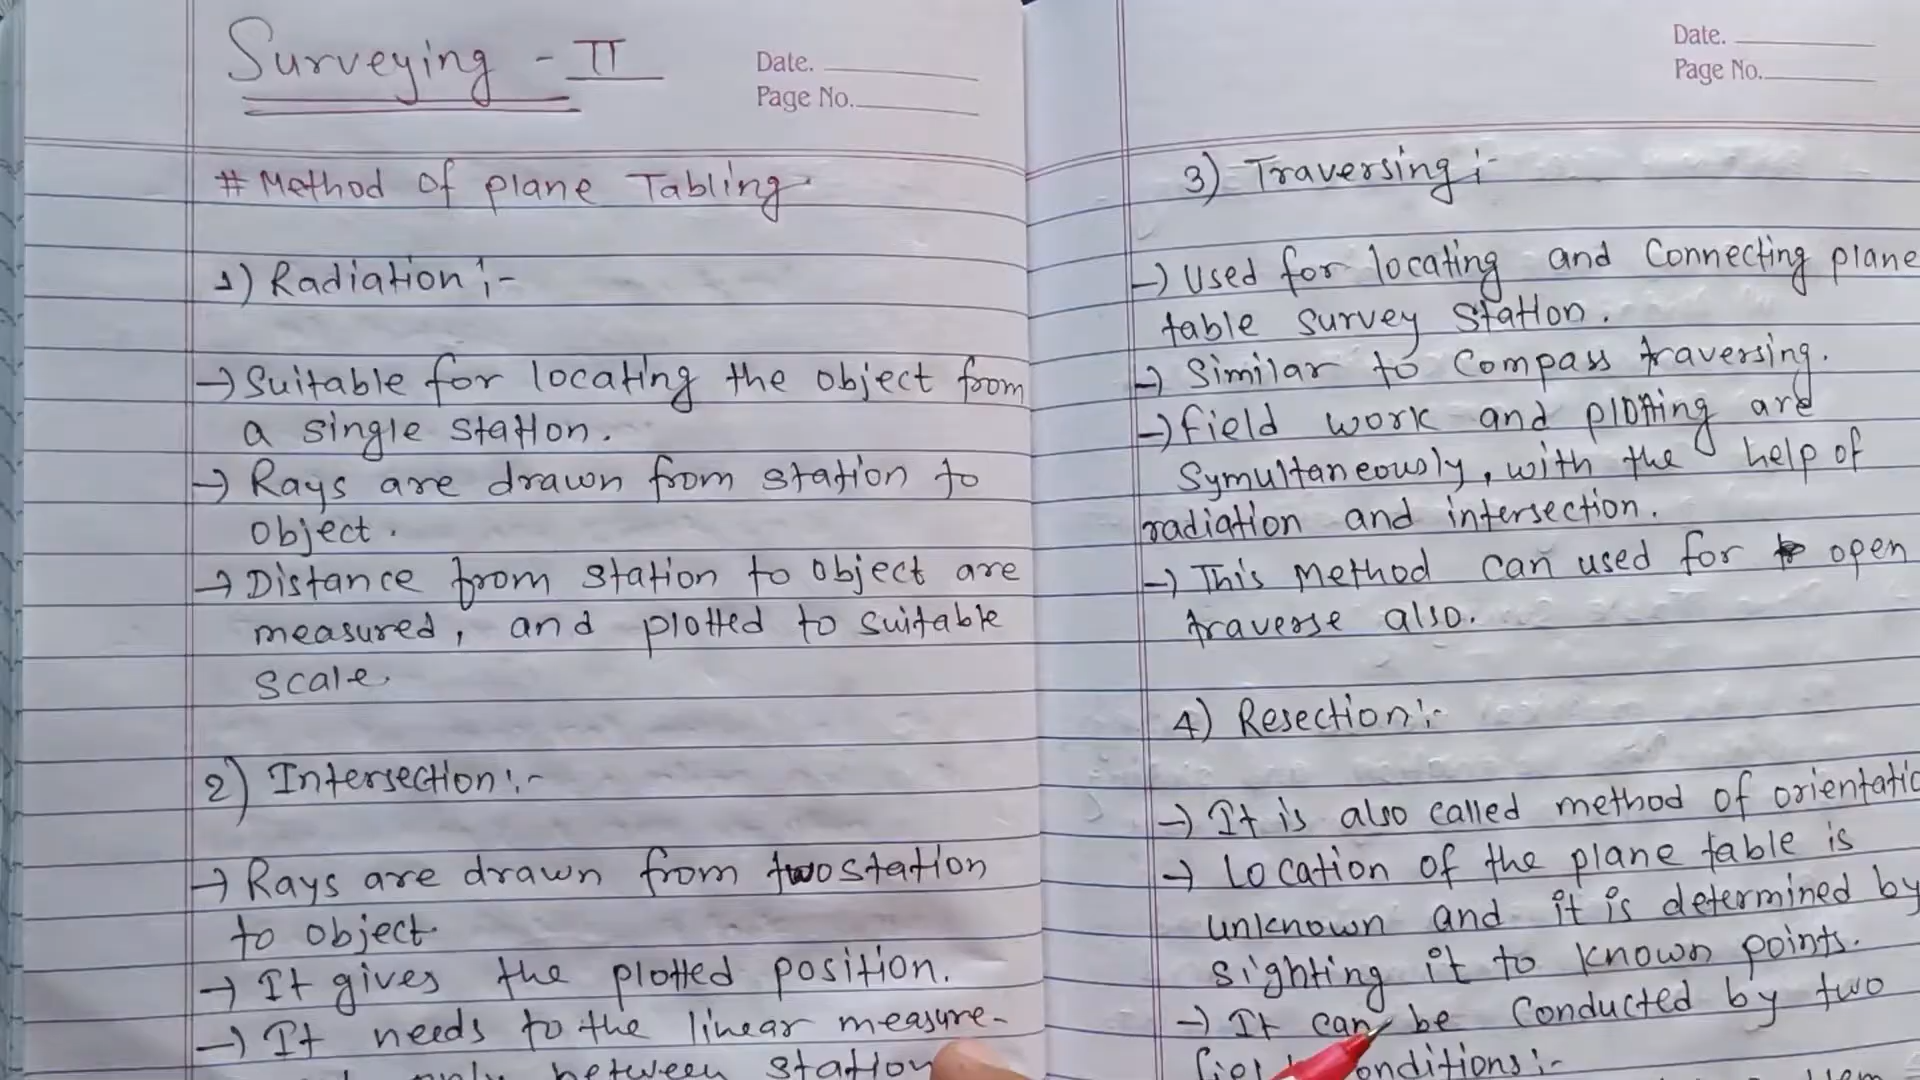 Surveying - II
Date.
Page No.
# Method of plane Tabling.
1) Radiation :-
→ Suitable for locating the object from
a single station.
→ Rays are drawn from station to
object.
→ Distance from station to object are
measured, and plotted to suitable
scale.
2) Intersection :-
→ Rays are drawn from two station
to object.
→ It gives the plotted position.
→ It needs to the linear measure-
only between station
Date.
Page No.
3) Traversing :-
→ Used for locating and Connecting plane
table survey station.
→ Similar to Compass traversing.
→ field work and plotting are
Symultaneously, with the help of
radiation and intersection.
→ This Method can used for open
traverse also.
4) Resection :-
→ It is also called method of orientatio
→ Location of the plane table is
unknown and it is determined by
sighting it to known points.
→ It can be Conducted by two
onditions :-